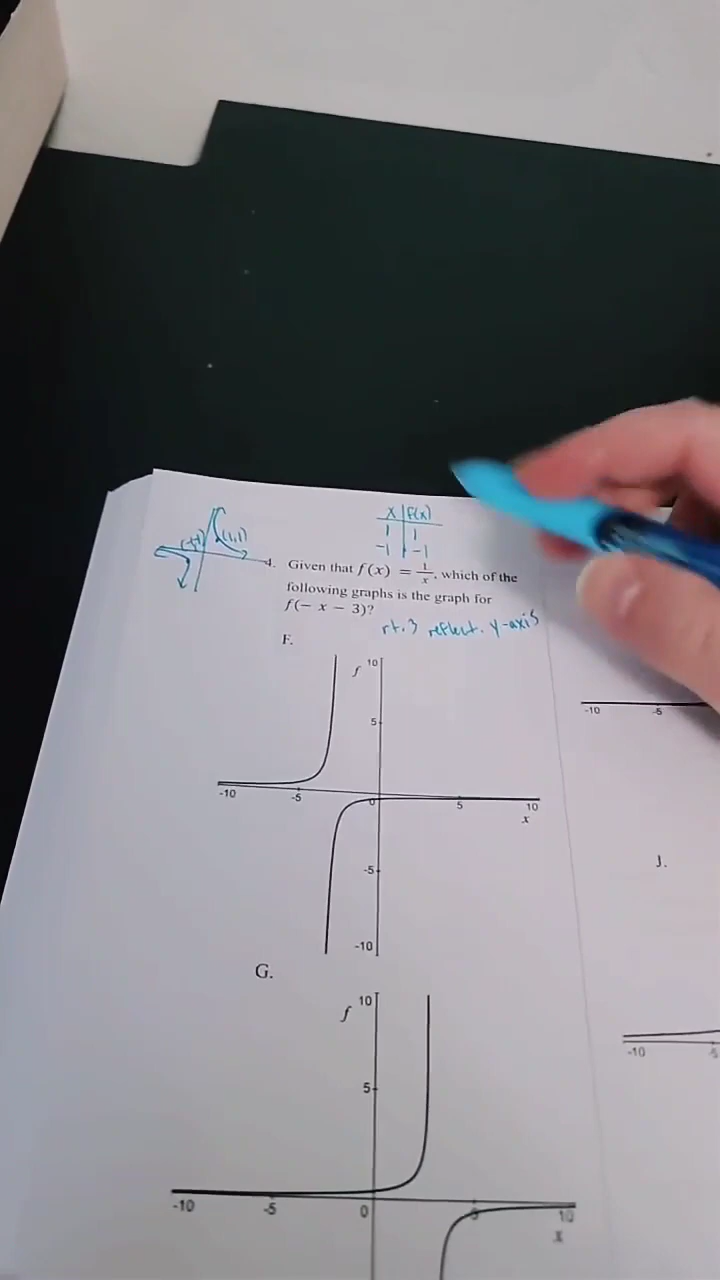 x f(x)
1 1
-1 -1
(1,1)
4. Given that f(x) = 1/x, which of the
following graphs is the graph for
f(− x − 3)?
rt. 3 reflect. y-axis
F.
f 10
5
-10 -5 0 5 10
x
-5
-10
G.
f 10
5
-10 -5 0 5 10
x
-10 -5
J.
-10 -5